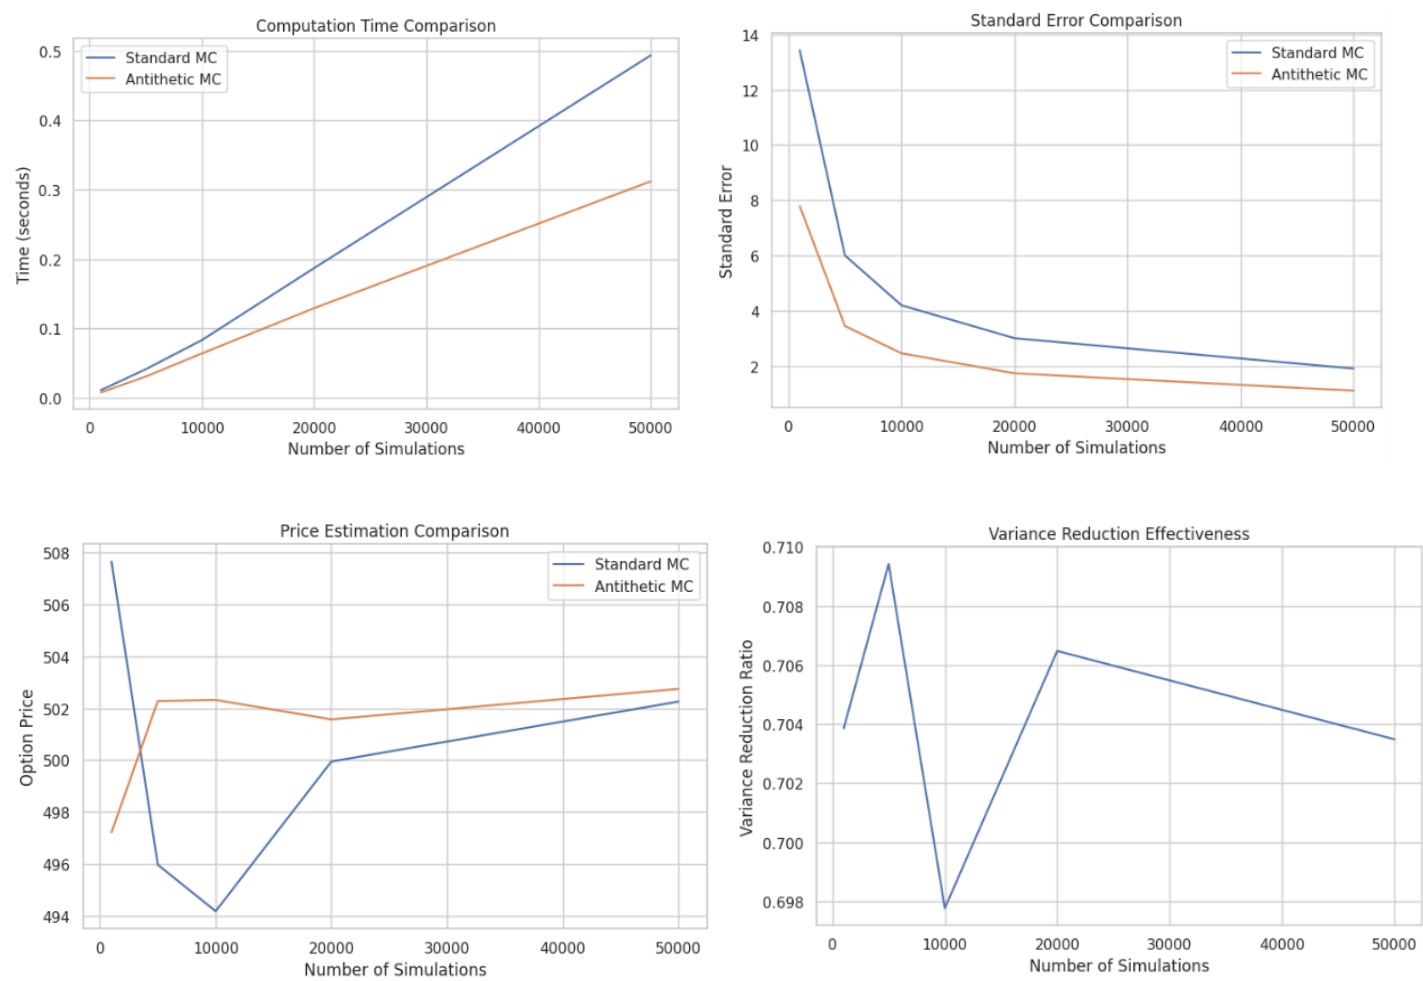 Computation Time Comparison
Standard MC
Antithetic MC
Time (seconds)
0.5
0.4
0.3
0.2
0.1
0.0
0 10000 20000 30000 40000 50000
Number of Simulations
Standard Error Comparison
Standard MC
Antithetic MC
Standard Error
14
12
10
8
6
4
2
0 10000 20000 30000 40000 50000
Number of Simulations
Price Estimation Comparison
Standard MC
Antithetic MC
Option Price
508
506
504
502
500
498
496
494
0 10000 20000 30000 40000 50000
Number of Simulations
Variance Reduction Effectiveness
Variance Reduction Ratio
0.710
0.708
0.706
0.704
0.702
0.700
0.698
0 10000 20000 30000 40000 50000
Number of Simulations